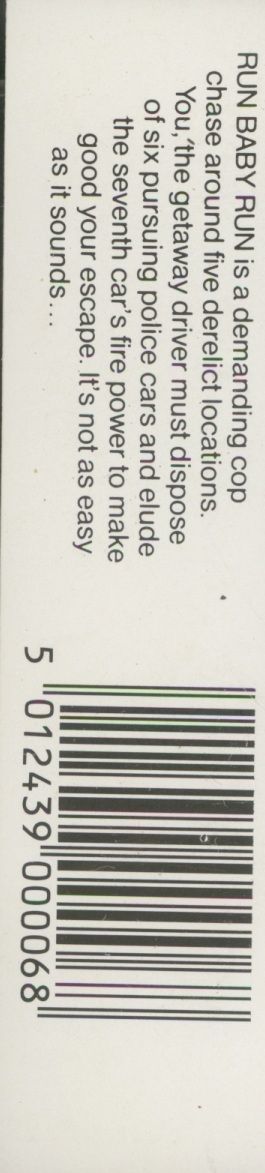 RUN BABY RUN is a demanding cop
chase around five derelict locations.
You, the getaway driver must dispose
of six pursuing police cars and elude
the seventh car's fire power to make
good your escape. It's not as easy
as it sounds...
5 012439 000068